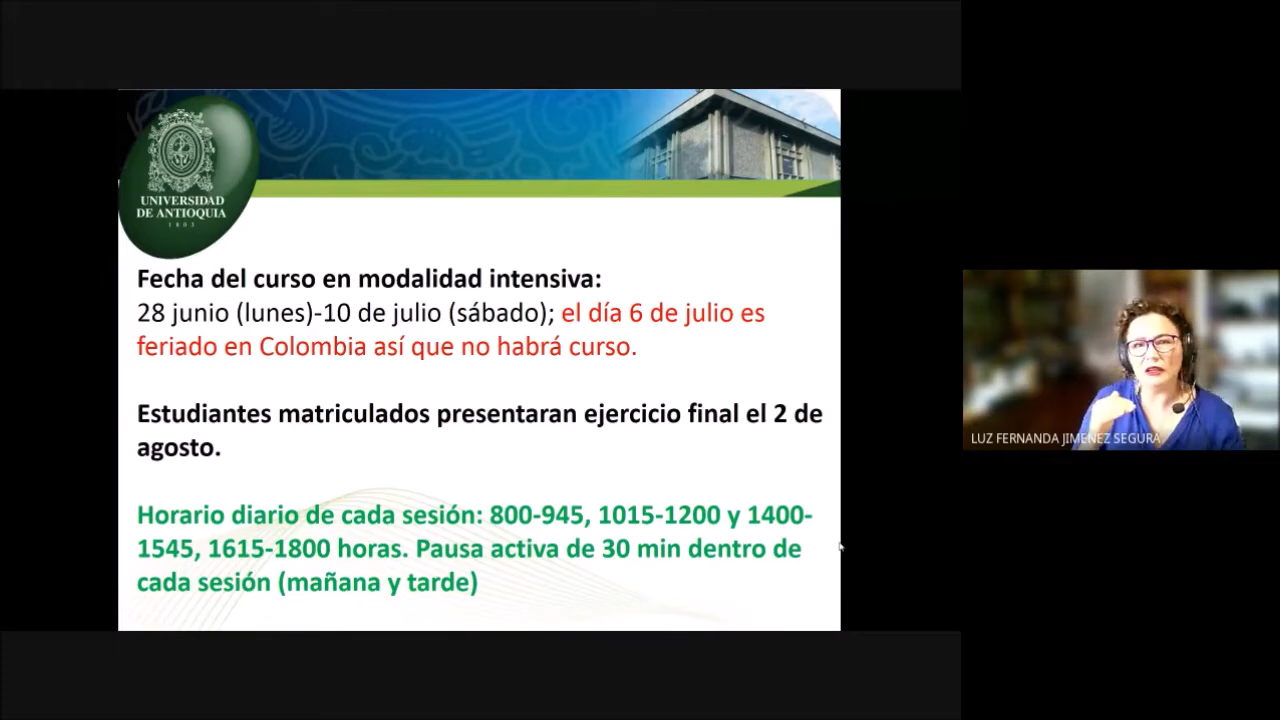 UNIVERSIDAD
DE ANTIOQUIA
1803
Fecha del curso en modalidad intensiva:
28 junio (lunes)-10 de julio (sábado); el día 6 de julio es
feriado en Colombia así que no habrá curso.
Estudiantes matriculados presentaran ejercicio final el 2 de
agosto.
Horario diario de cada sesión: 800-945, 1015-1200 y 1400-
1545, 1615-1800 horas. Pausa activa de 30 min dentro de
cada sesión (mañana y tarde)
LUZ FERNANDA JIMENEZ SEGURA